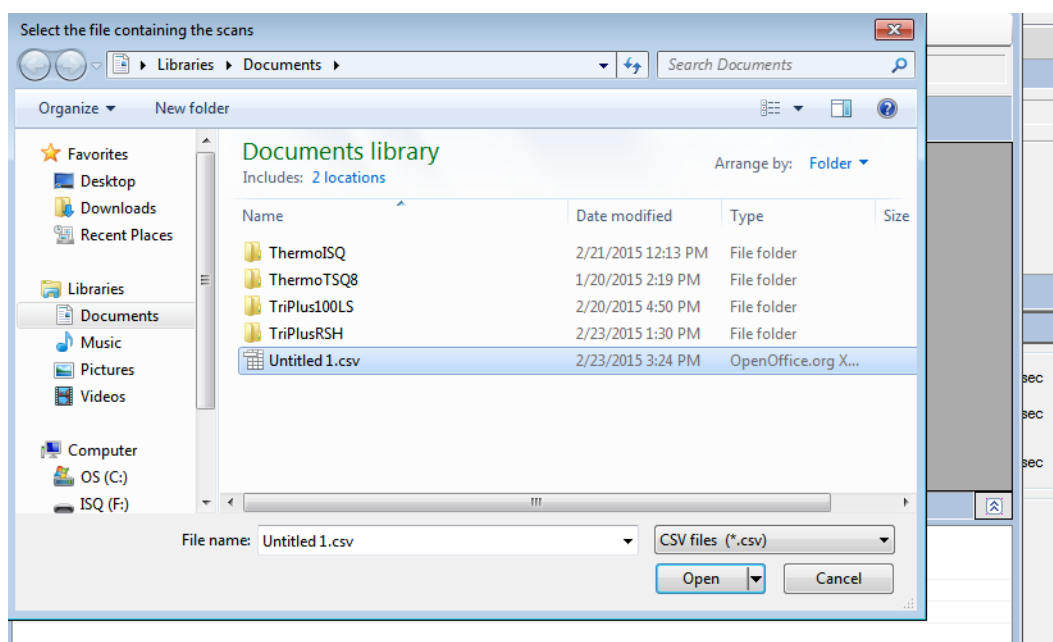 Select the file containing the scans
Libraries Documents
Search Documents
Organize New folder
Favorites
Desktop
Downloads
Recent Places
Libraries
Documents
Music
Pictures
Videos
Computer
OS (C:)
ISQ (F:)
Documents library
Includes: 2 locations
Arrange by: Folder
Name Date modified Type Size
ThermoISQ 2/21/2015 12:13 PM File folder
ThermoTSQ8 1/20/2015 2:19 PM File folder
TriPlus100LS 2/20/2015 4:50 PM File folder
TriPlusRSH 2/23/2015 1:30 PM File folder
Untitled 1.csv 2/23/2015 3:24 PM OpenOffice.org X...
sec
sec
sec
File name: Untitled 1.csv CSV files (*.csv)
Open Cancel